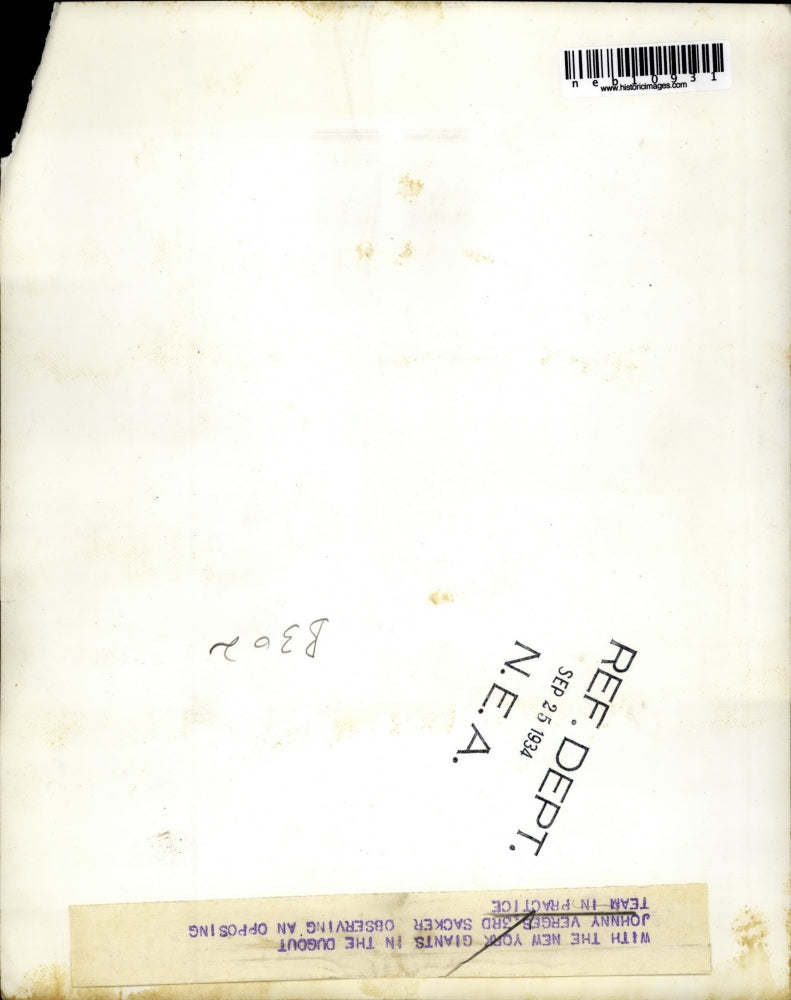 neb10931
www.historicimages.com
B302
REF. DEPT.
SEP 25 1934
N.E.A.
WITH THE NEW YORK GIANTS IN THE DUGOUT
JOHNNY VERGES,3RD SACKER OBSERVING AN OPPOSING
TEAM IN PRACTICE